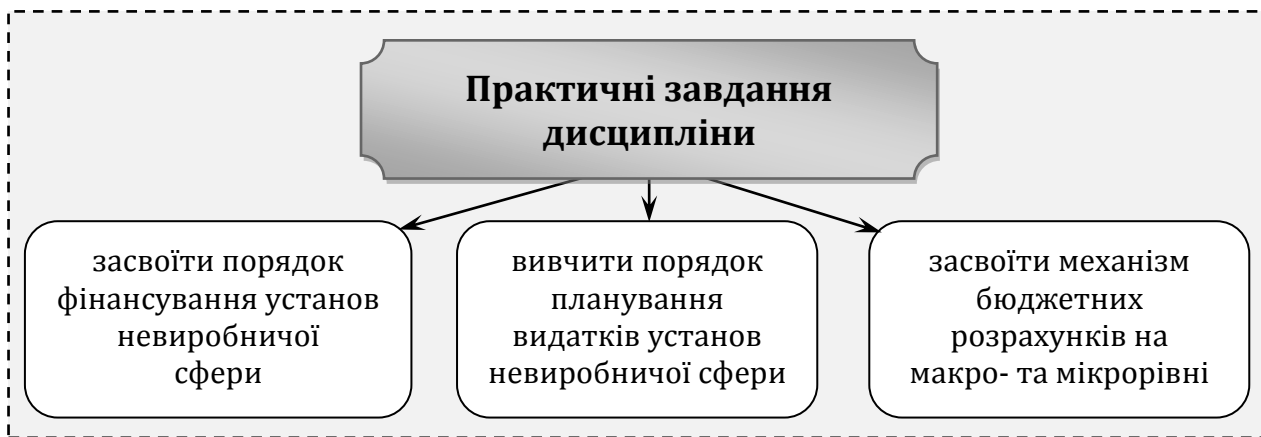 Практичні завдання
дисципліни
засвоїти порядок
фінансування установ
невиробничої
сфери
вивчити порядок
планування
видатків установ
невиробничої сфери
засвоїти механізм
бюджетних
розрахунків на
макро- та мікрорівні